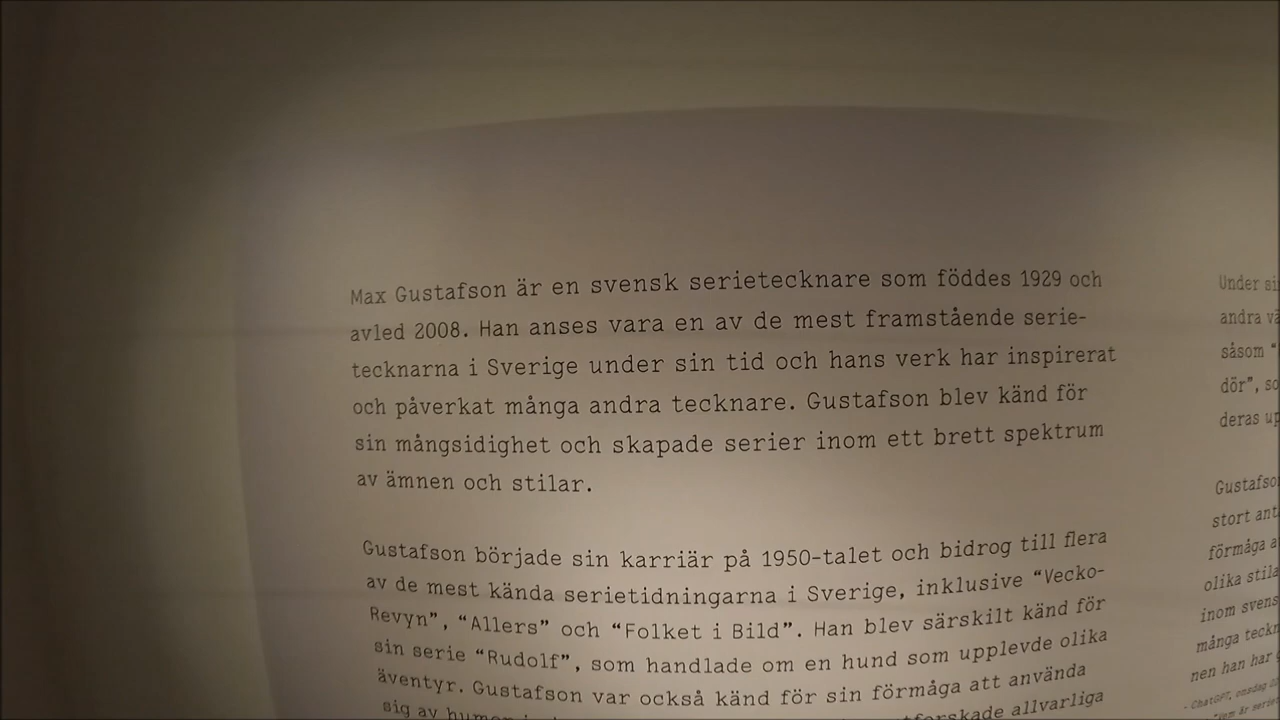 Max Gustafson är en svensk serietecknare som föddes 1929 och
avled 2008. Han anses vara en av de mest framstående serie-
tecknarna i Sverige under sin tid och hans verk har inspirerat
och påverkat många andra tecknare. Gustafson blev känd för
sin mångsidighet och skapade serier inom ett brett spektrum
av ämnen och stilar.
Gustafson började sin karriär på 1950-talet och bidrog till flera
av de mest kända serietidningarna i Sverige, inklusive “Vecko-
Revyn”, “Allers” och “Folket i Bild”. Han blev särskilt känd för
sin serie “Rudolf”, som handlade om en hund som upplevde olika
äventyr. Gustafson var också känd för sin förmåga att använda
sig av allvarliga
Under
andra
såsom “
dör”,
deras
stort
förmåga
olika
inom
många
nen han har
- ChatGPT, onsdag